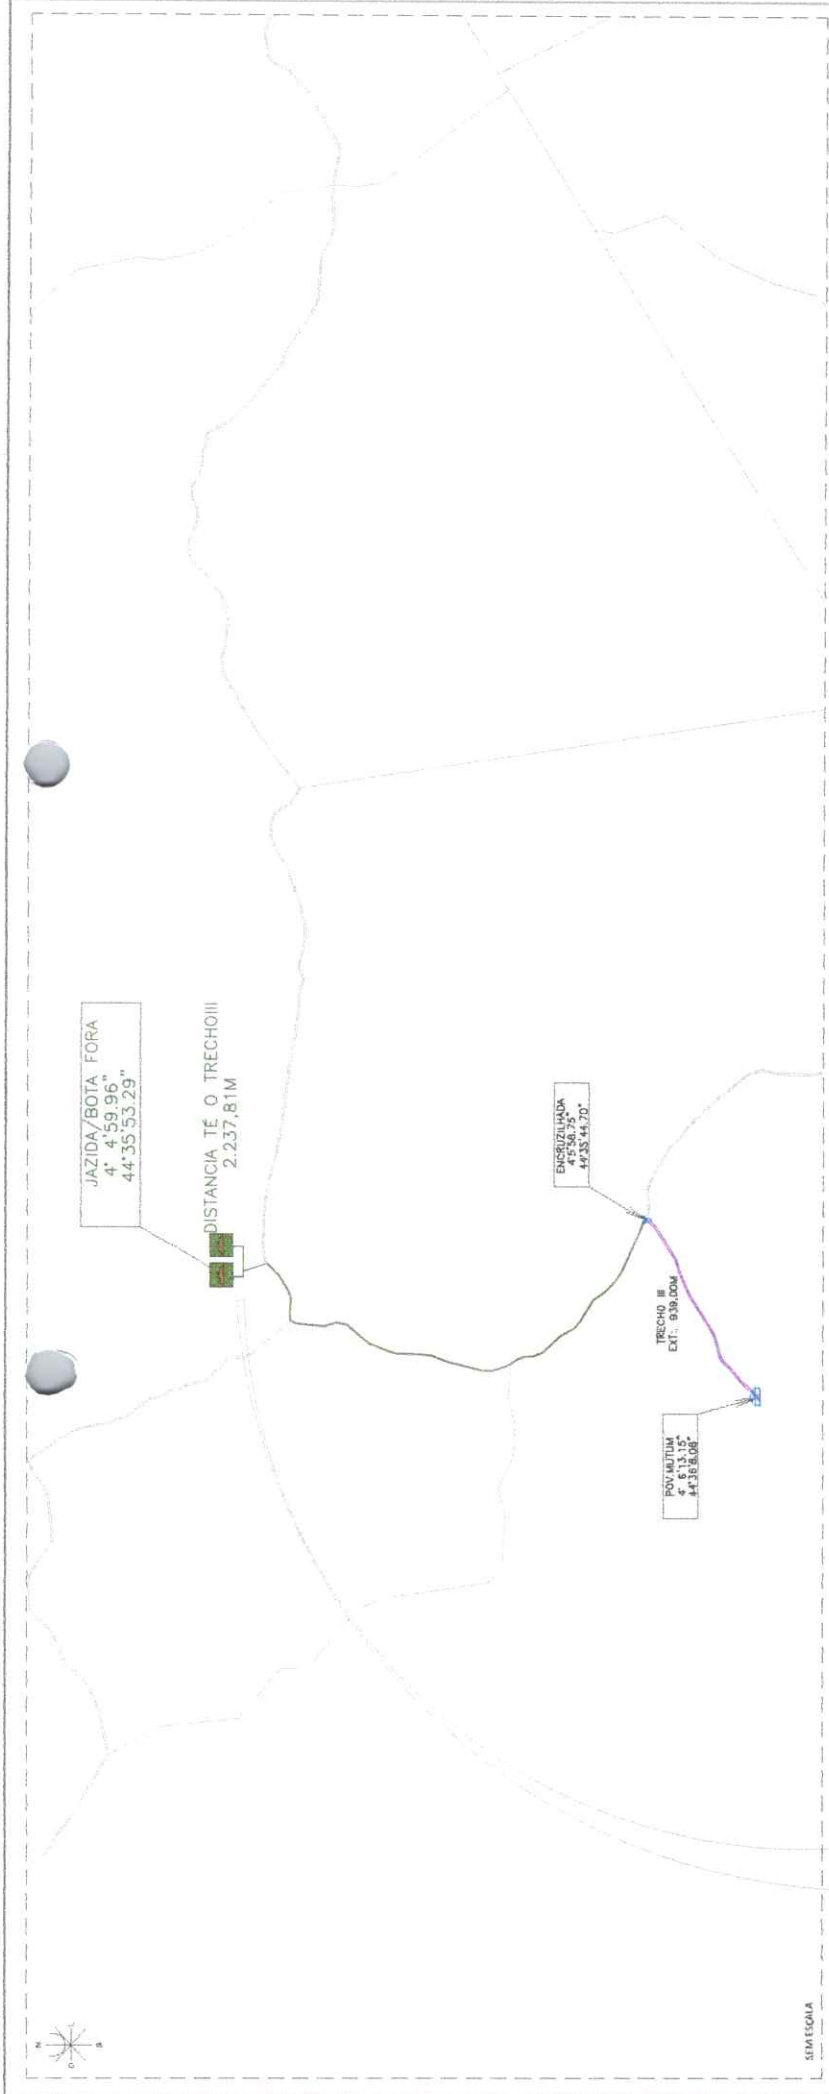 JAZIDA/BOTA FORA
4° 4'59.96"
44°35'53.29"
DISTANCIA TÉ O TRECHOIII
2.237,81M
ENCRUZILHADA
4°5'58.75"
44°35'44.70"
TRECHO III
EXT.: 939,00M
POV.MUTUM
4° 6'13.15"
44°36'8.08"
N
O
L
S
SEM ESCALA